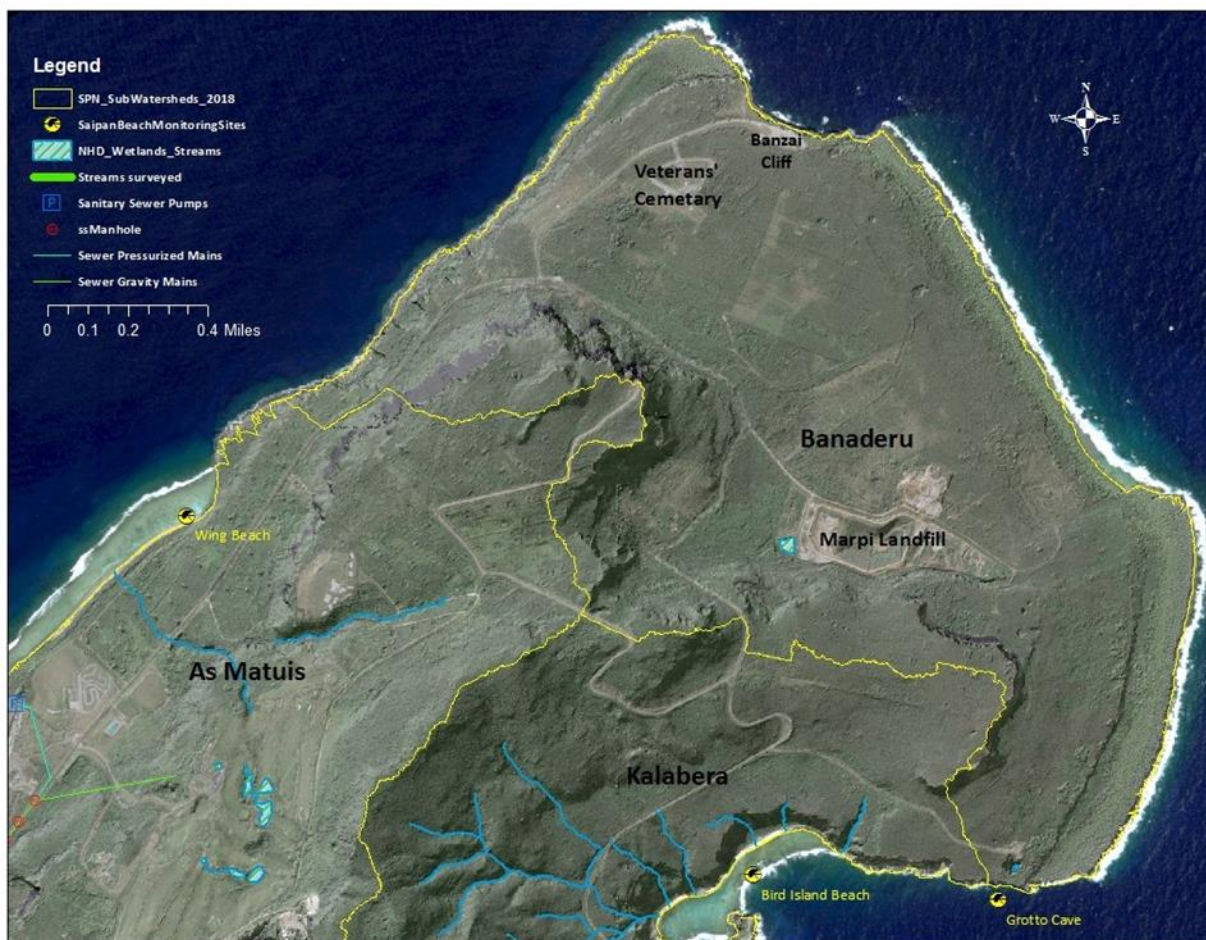 Legend
SPN_SubWatersheds_2018
SaipanBeachMonitoringSites
NHD_Wetlands_Streams
Streams surveyed
P
Sanitary Sewer Pumps
ssManhole
Sewer Pressurized Mains
Sewer Gravity Mains
0 0.1 0.2 0.4 Miles
N
W E
S
Banzai
Cliff
Veterans'
Cemetary
Banaderu
Marpi Landfill
Wing Beach
As Matuis
Kalabera
Bird Island Beach
Grotto Cave